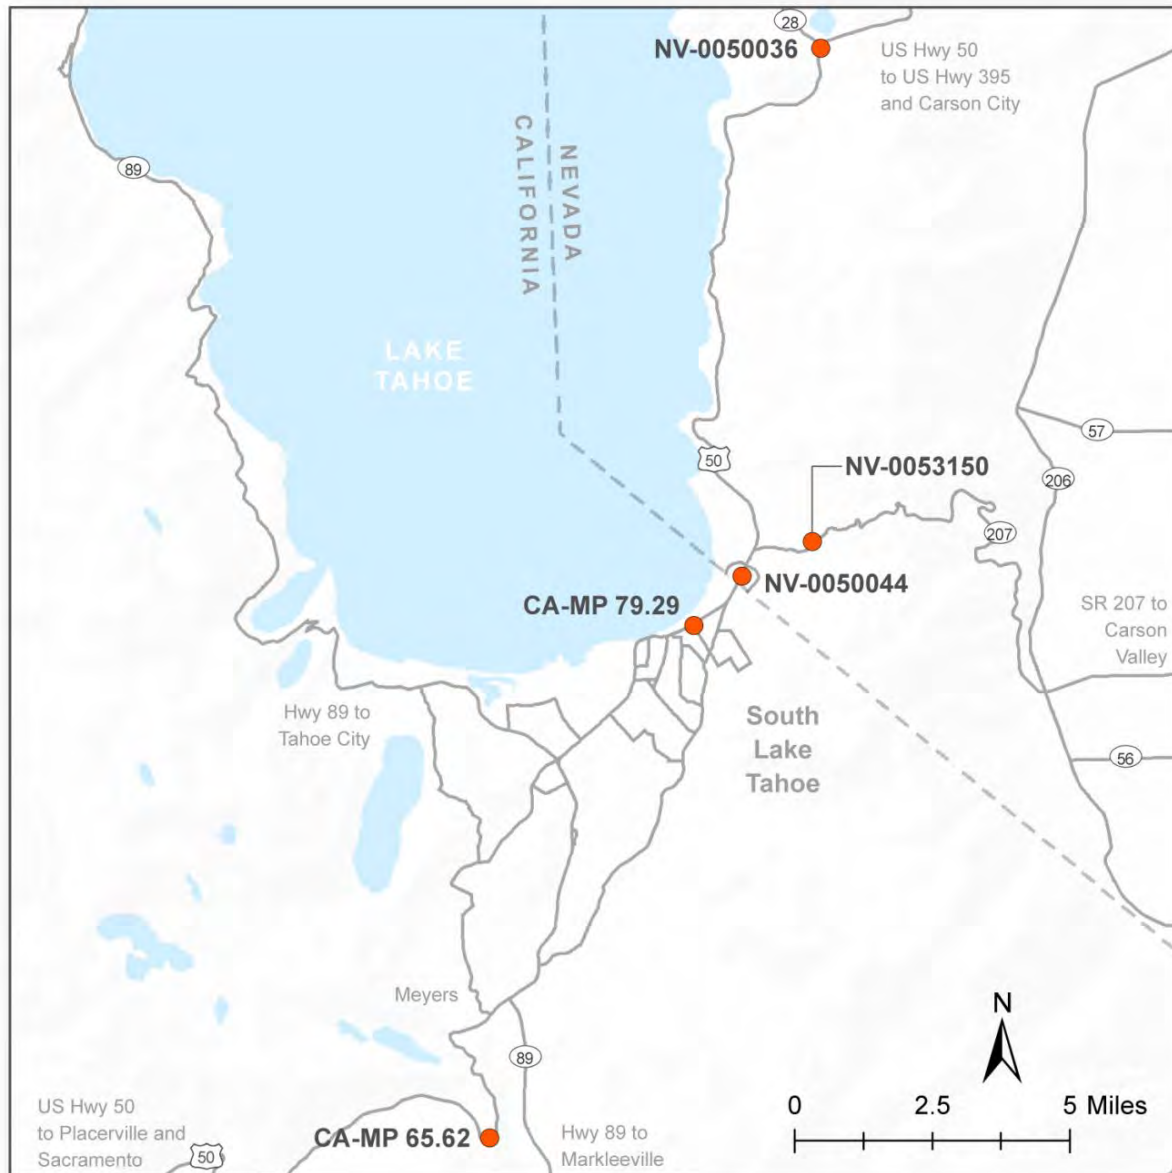 28
NV-0050036
US Hwy 50
to US Hwy 395
and Carson City
89
NEVADA
CALIFORNIA
LAKE
TAHOE
57
50
NV-0053150
206
207
NV-0050044
CA-MP 79.29
SR 207 to
Carson
Valley
Hwy 89 to
Tahoe City
South
Lake
Tahoe
56
Meyers
N
89
0 2.5 5 Miles
US Hwy 50
to Placerville and
Sacramento
50
CA-MP 65.62
Hwy 89 to
Markleeville